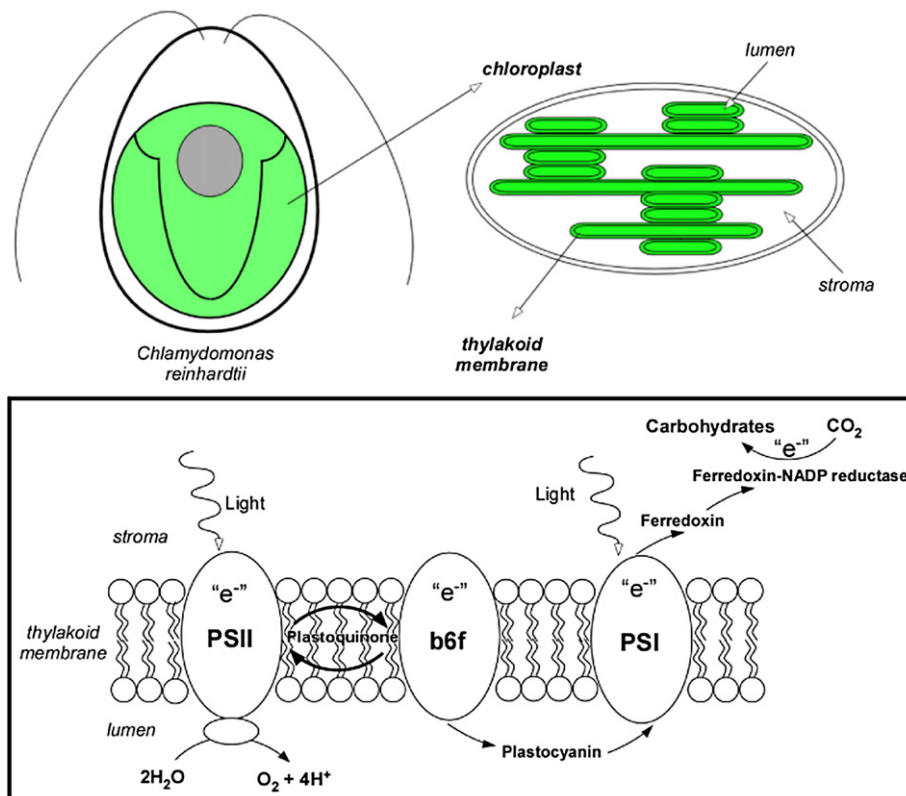 lumen
chloroplast
stroma
thylakoid
membrane
Chlamydomonas
reinhardtii
Carbohydrates
CO₂
“e⁻”
Ferredoxin-NADP reductase
Light
Light
Ferredoxin
stroma
“e⁻”
“e⁻”
“e⁻”
thylakoid
membrane
PSII
Plastoquinone
b6f
PSI
lumen
Plastocyanin
2H₂O
O₂ + 4H⁺